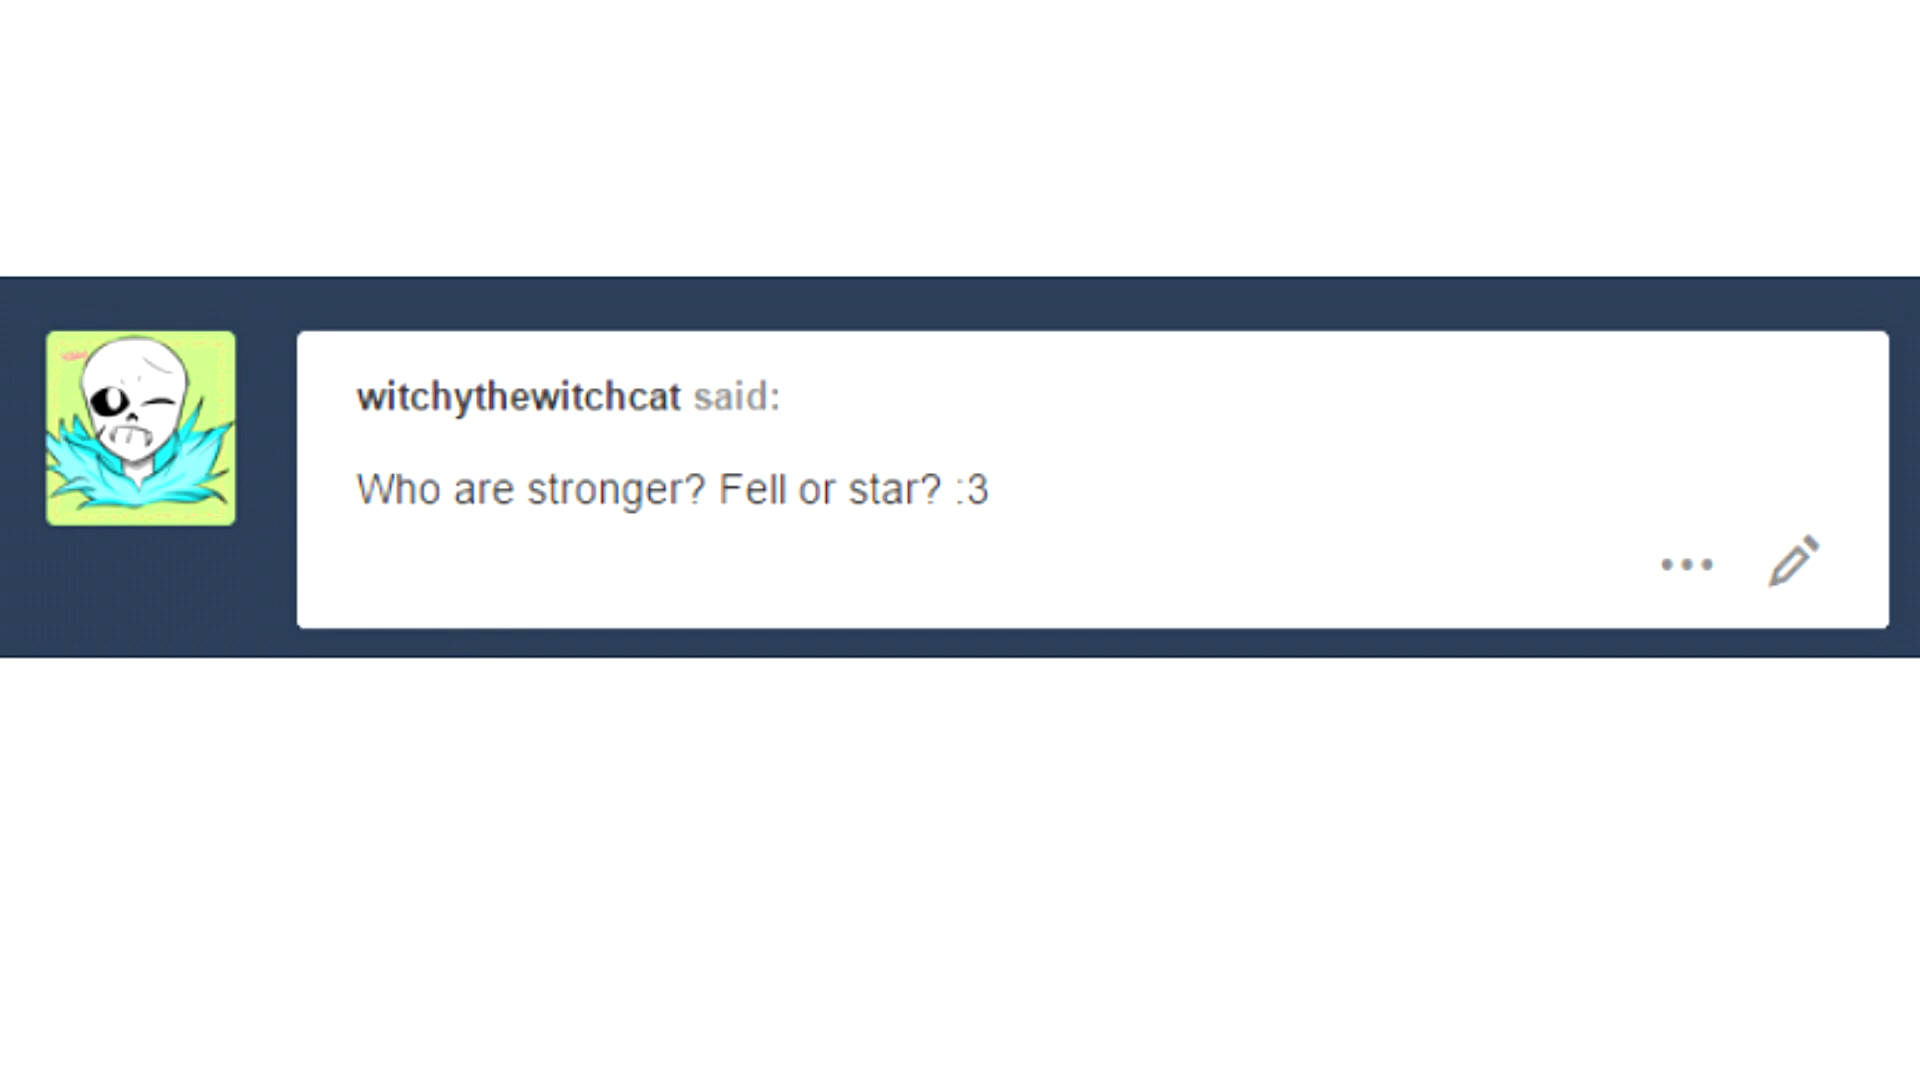 witchythewitchcat said:
Who are stronger? Fell or star? :3